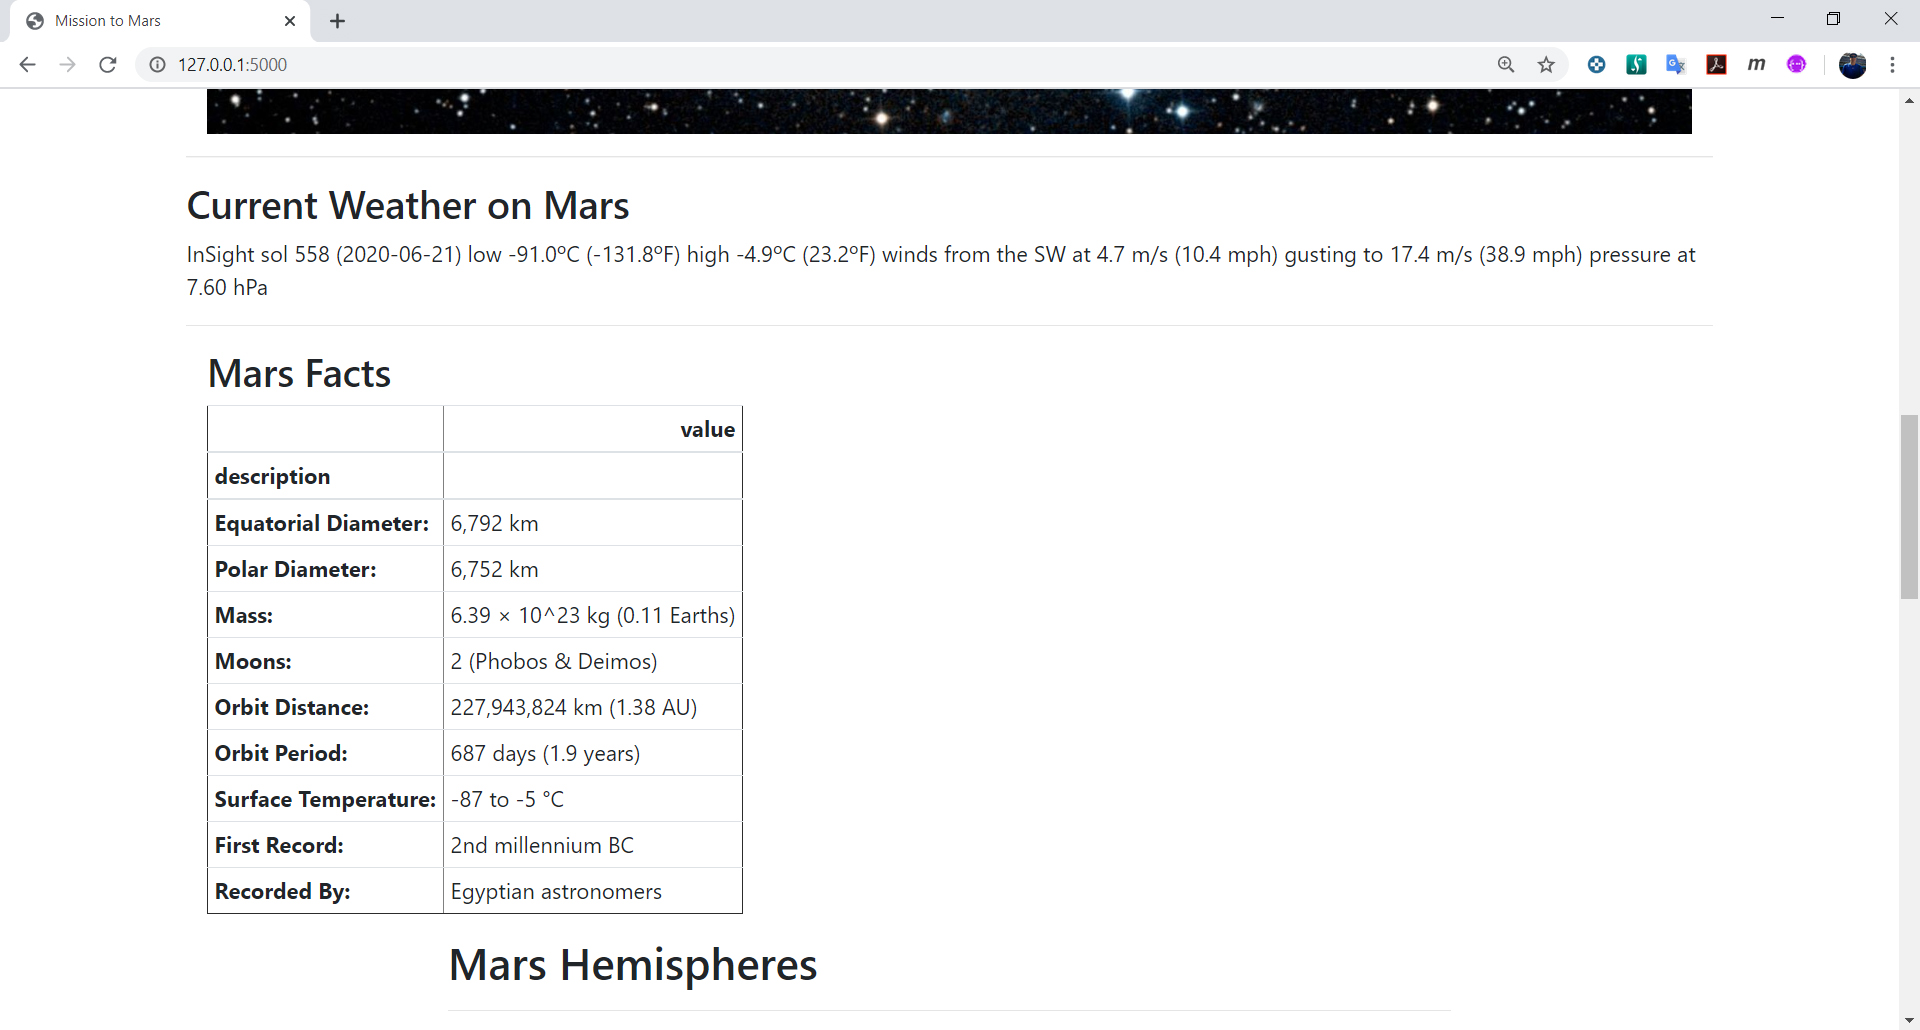 Mission to Mars
127.0.0.1:5000
m
Current Weather on Mars
InSight sol 558 (2020-06-21) low -91.0ºC (-131.8ºF) high -4.9ºC (23.2ºF) winds from the SW at 4.7 m/s (10.4 mph) gusting to 17.4 m/s (38.9 mph) pressure at
7.60 hPa
Mars Facts
value
description
Equatorial Diameter: 6,792 km
Polar Diameter: 6,752 km
Mass: 6.39 × 10^23 kg (0.11 Earths)
Moons: 2 (Phobos & Deimos)
Orbit Distance: 227,943,824 km (1.38 AU)
Orbit Period: 687 days (1.9 years)
Surface Temperature: -87 to -5 °C
First Record: 2nd millennium BC
Recorded By: Egyptian astronomers
Mars Hemispheres